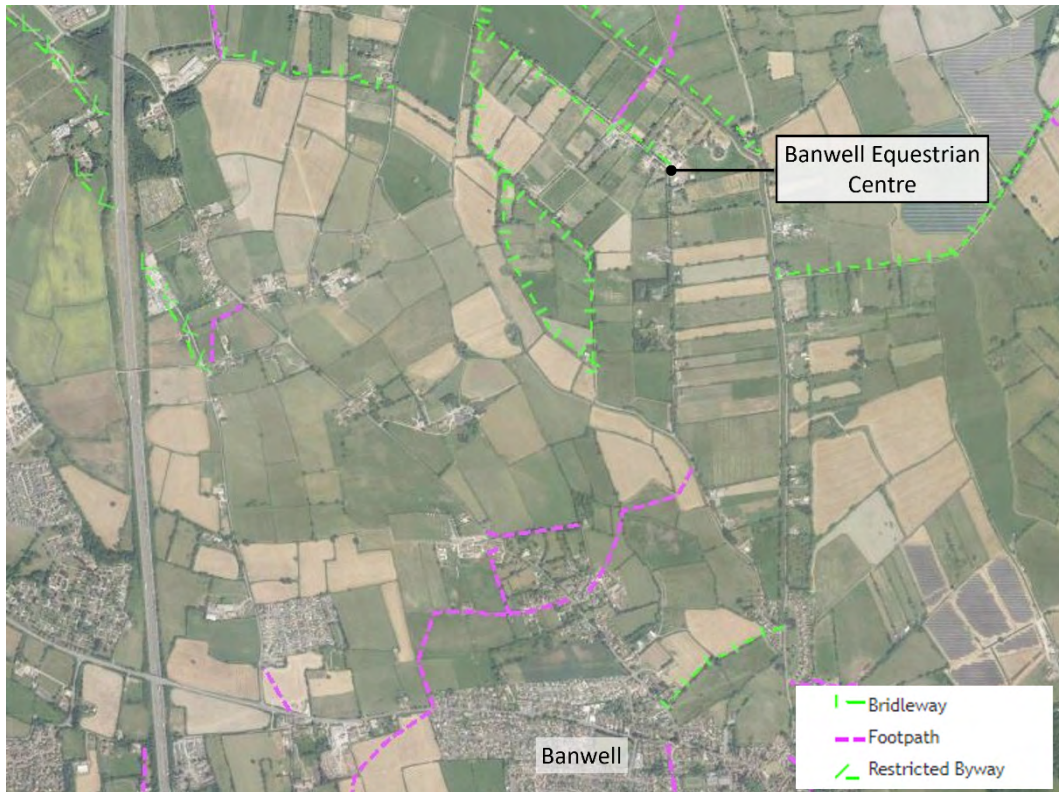 Banwell Equestrian
Centre
Banwell
Bridleway
Footpath
Restricted Byway